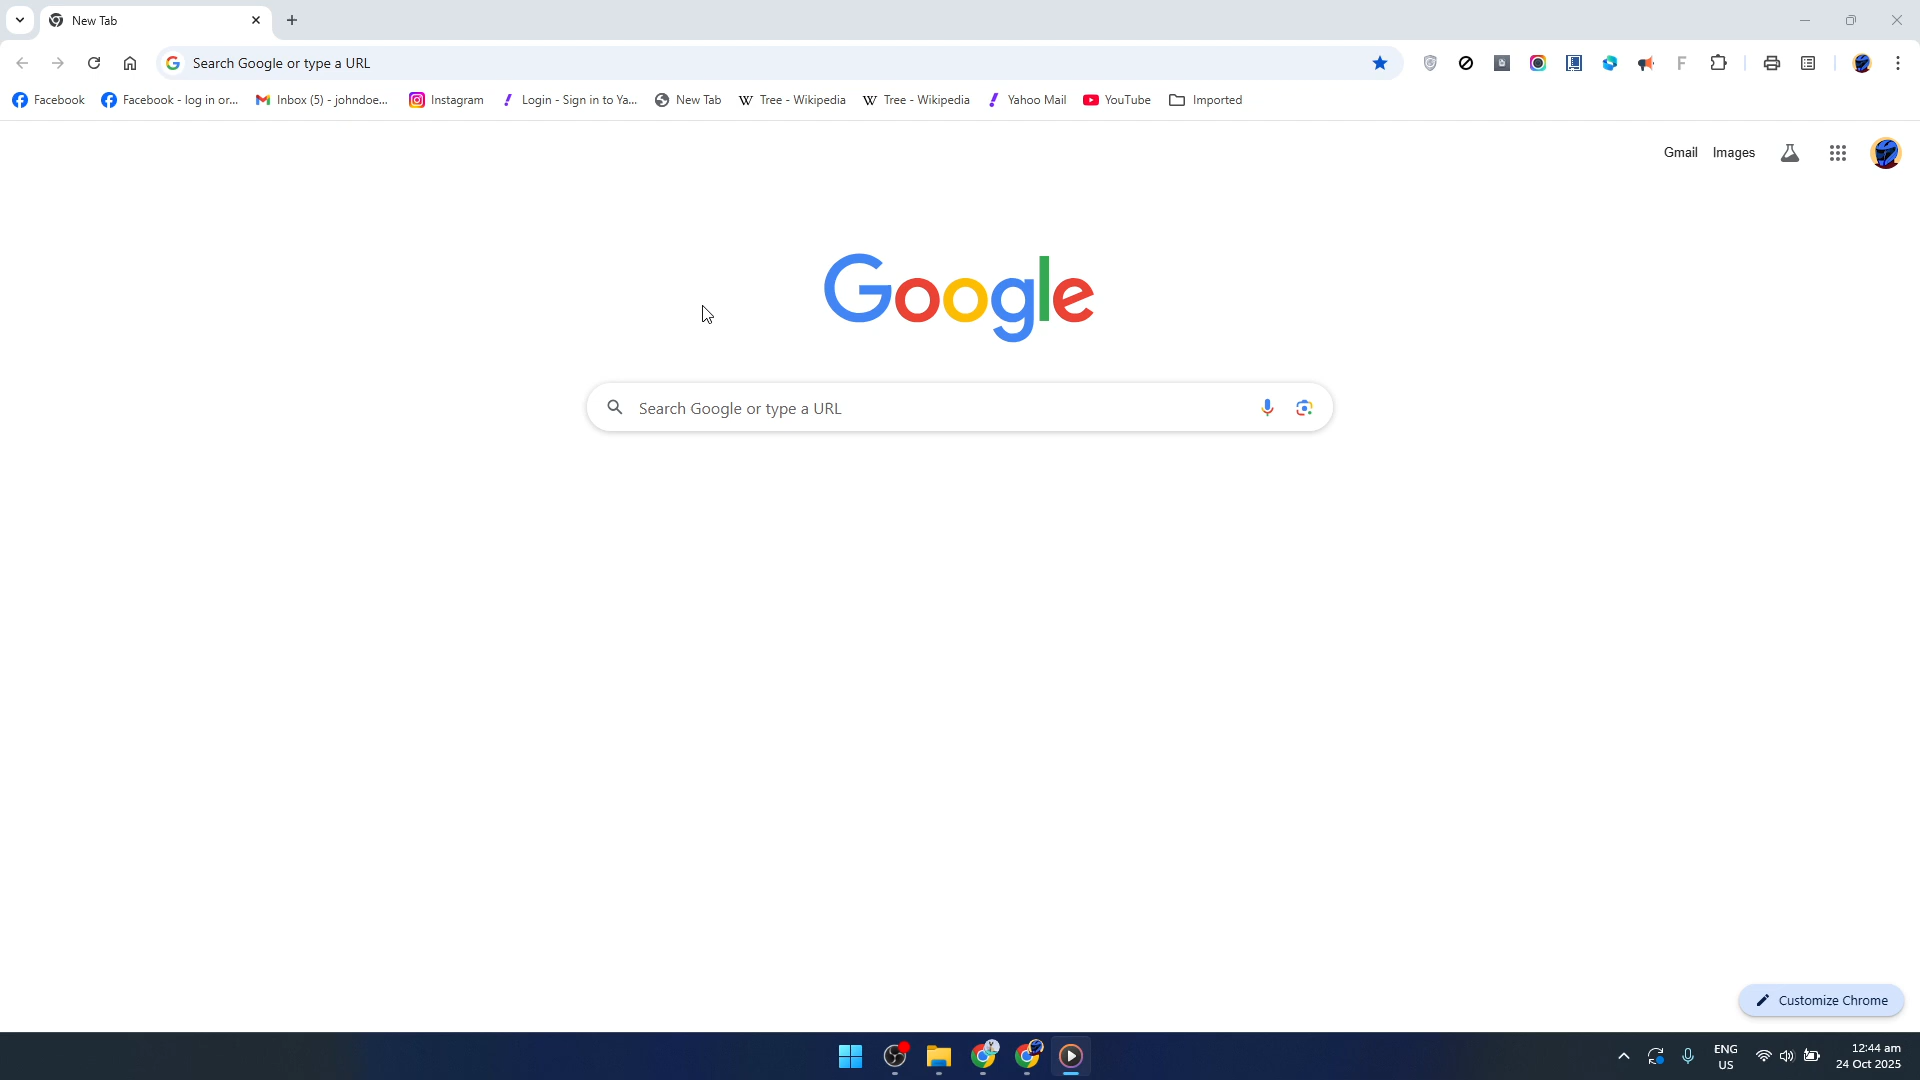 New Tab
Search Google or type a URL
Facebook Facebook - log in or... Inbox (5) - johndoe... Instagram Login - Sign in to Ya... New Tab Tree - Wikipedia Tree - Wikipedia Yahoo Mail YouTube Imported
Gmail Images
Google
Search Google or type a URL
Customize Chrome
ENG
US
12:44 am
24 Oct 2025